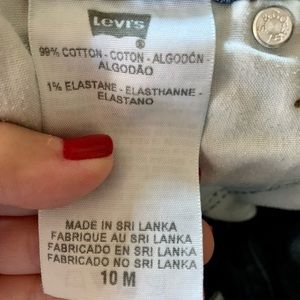 Levi's
®
99% COTTON - COTON - ALGODÓN -
ALGODÃO
1% ELASTANE - ELASTHANNE -
ELASTANO
MADE IN SRI LANKA
FABRIQUE AU SRI LANKA
FABRICADO EN SRI LANKA
FABRICADO NO SRI LANKA
10 M